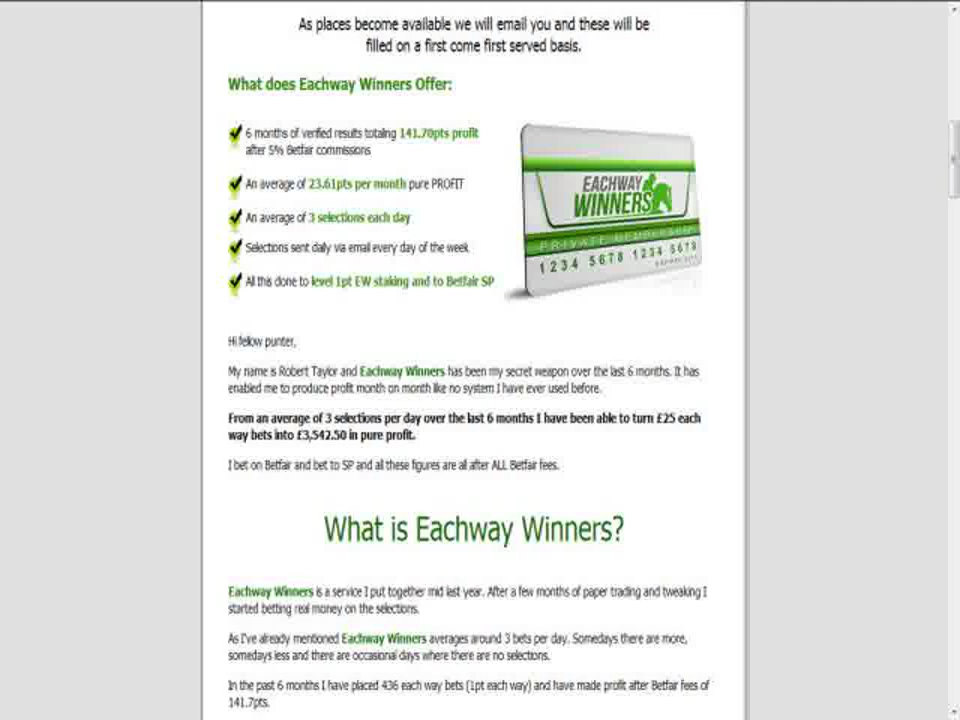 As places become available we will email you and these will be
filled on a first come first served basis.
What does Eachway Winners Offer:
6 months of verified results totaling 141.70pts profit
after 5% Betfair commissions
An average of 23.61pts per month pure PROFIT
An average of 3 selections each day
Selections sent daily via email every day of the week
All this done to level 1pt EW staking and to Betfair SP
EACHWAY
WINNERS
PRIVATE MEMBERSHIP
1234 5678 1234 5678
Hi fellow punter,
My name is Robert Taylor and Eachway Winners has been my secret weapon over the last 6 months. It has
enabled me to produce profit month on month like no system I have ever used before.
From an average of 3 selections per day over the last 6 months I have been able to turn £25 each
way bets into £3,542.50 in pure profit.
I bet on Betfair and bet to SP and all these figures are all after ALL Betfair fees.
What is Eachway Winners?
Eachway Winners is a service I put together mid last year. After a few months of paper trading and tweaking I
started betting real money on the selections.
As I've already mentioned Eachway Winners averages around 3 bets per day. Somedays there are more,
somedays less and there are occasional days where there are no selections.
In the past 6 months I have placed 436 each way bets (1pt each way) and have made profit after Betfair fees of
141.7pts.